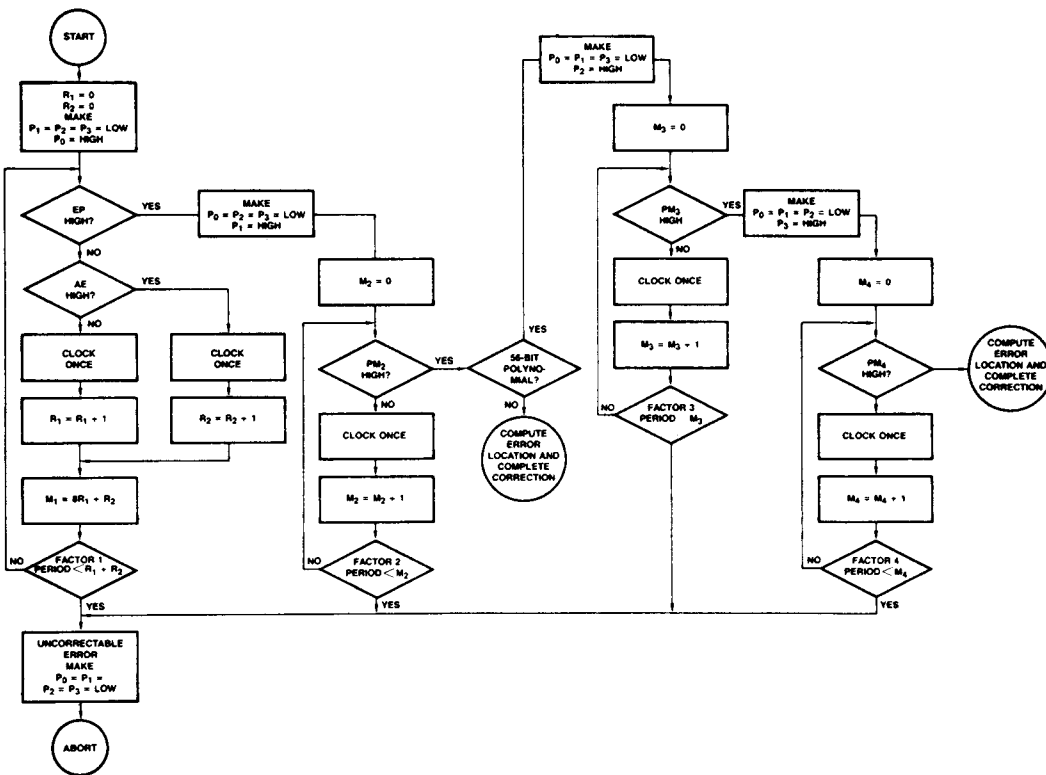 START
R₁ = 0
R₂ = 0
MAKE
P₁ = P₂ = P₃ = LOW
P₀ = HIGH
EP
HIGH?
YES
NO
AE
HIGH?
YES
NO
CLOCK
ONCE
CLOCK
ONCE
R₁ = R₁ + 1
R₂ = R₂ + 1
M₁ = 8R₁ + R₂
NO
FACTOR 1
PERIOD < R₁ + R₂
YES
UNCORRECTABLE
ERROR
MAKE
P₀ = P₁ =
P₂ = P₃ = LOW
ABORT
MAKE
P₀ = P₂ = P₃ = LOW
P₁ = HIGH
M₂ = 0
PM₂
HIGH?
YES
NO
CLOCK ONCE
M₂ = M₂ + 1
NO
FACTOR 2
PERIOD < M₂
YES
YES
56-BIT
POLYNO-
MIAL?
NO
COMPUTE
ERROR
LOCATION AND
COMPLETE
CORRECTION
MAKE
P₀ = P₁ = P₃ = LOW
P₂ = HIGH
M₃ = 0
PM₃
HIGH
YES
NO
CLOCK ONCE
M₃ = M₃ + 1
NO
FACTOR 3
PERIOD M₃
MAKE
P₀ = P₁ = P₂ = LOW
P₃ = HIGH
M₄ = 0
PM₄
HIGH?
COMPUTE
ERROR
LOCATION AND
COMPLETE
CORRECTION
CLOCK ONCE
M₄ = M₄ + 1
NO
FACTOR 4
PERIOD < M₄
YES